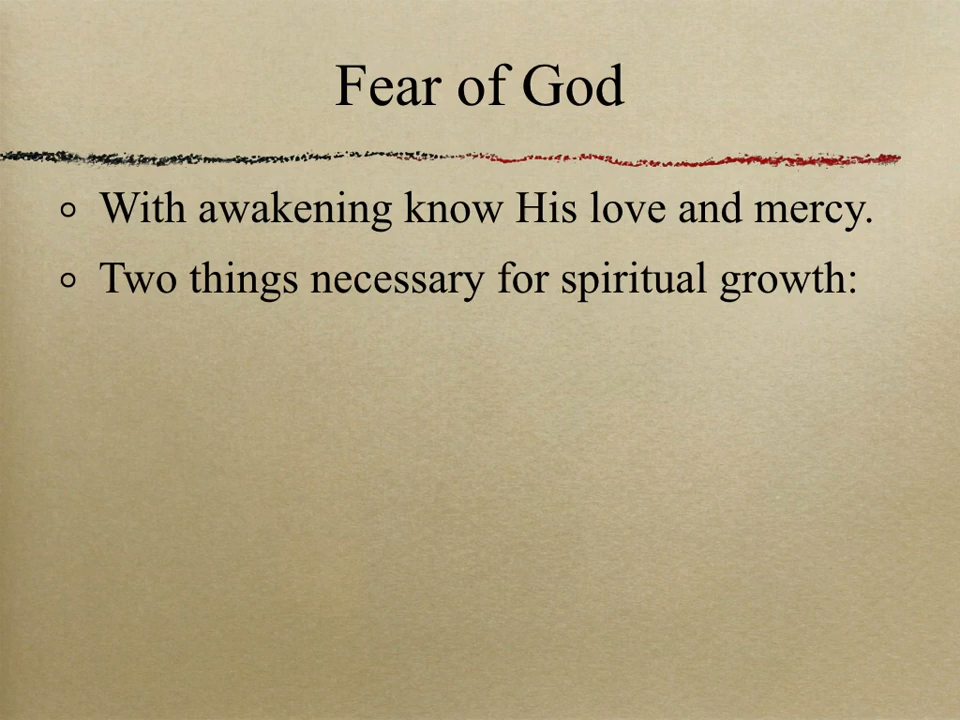 Fear of God
With awakening know His love and mercy.
Two things necessary for spiritual growth: